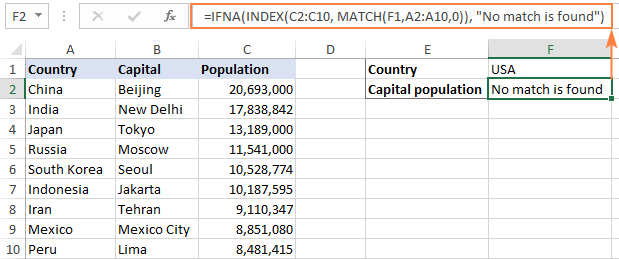 F2 fx =IFNA(INDEX(C2:C10, MATCH(F1,A2:A10,0)), "No match is found")
A B C D E F
1 Country Capital Population Country USA
2 China Beijing 20,693,000 Capital population No match is found
3 India New Delhi 17,838,842
4 Japan Tokyo 13,189,000
5 Russia Moscow 11,541,000
6 South Korea Seoul 10,528,774
7 Indonesia Jakarta 10,187,595
8 Iran Tehran 9,110,347
9 Mexico Mexico City 8,851,080
10 Peru Lima 8,481,415